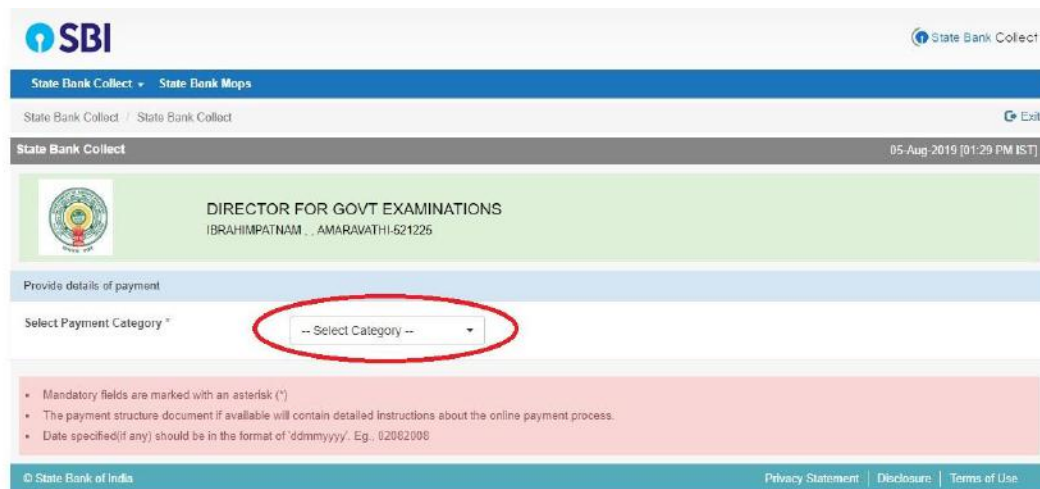 SBI
State Bank Collect
State Bank Collect State Bank Mops
State Bank Collect / State Bank Collect
Exit
State Bank Collect
05-Aug-2019 [01:29 PM IST]
DIRECTOR FOR GOVT EXAMINATIONS
IBRAHIMPATNAM , , AMARAVATHI-521225
Provide details of payment
Select Payment Category *
-- Select Category --
Mandatory fields are marked with an asterisk (*)
The payment structure document if available will contain detailed instructions about the online payment process.
Date specified(if any) should be in the format of 'ddmmyyyy'. Eg., 02082008
© State Bank of India
Privacy Statement | Disclosure | Terms of Use